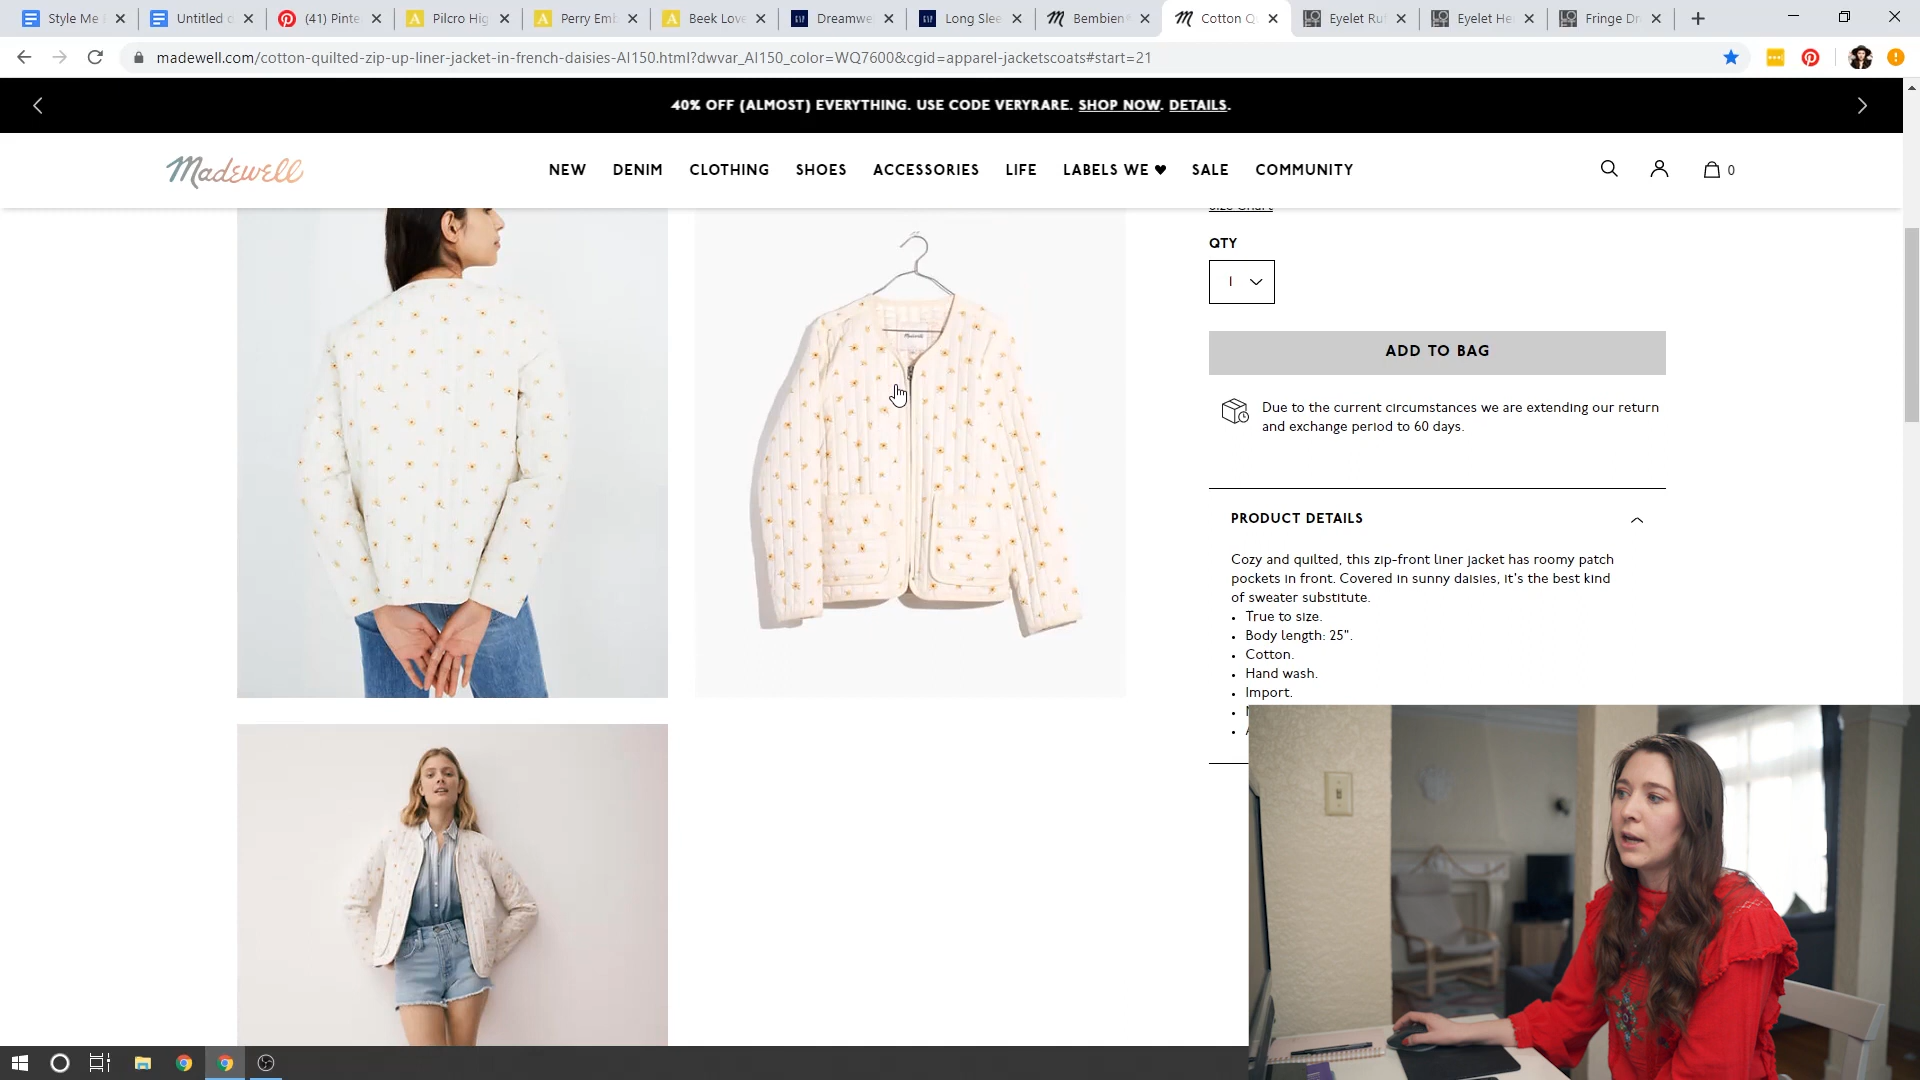 Style Me
Untitled
(41) Pinte
Pilcro Hig
Perry Emb
Beek Love
Dreamwe
Long Slee
Bembien
Cotton Q
Eyelet Ru
Eyelet He
Fringe Dr
madewell.com/cotton-quilted-zip-up-liner-jacket-in-french-daisies-AI150.html?dwvar_AI150_color=WQ7600&cgid=apparel-jacketscoats#start=21
40% OFF (ALMOST) EVERYTHING. USE CODE VERYRARE. SHOP NOW. DETAILS.
Madewell
NEW DENIM CLOTHING SHOES ACCESSORIES LIFE LABELS WE ♥ SALE COMMUNITY
0
Size Chart
QTY
1
ADD TO BAG
Due to the current circumstances we are extending our return
and exchange period to 60 days.
PRODUCT DETAILS
Cozy and quilted, this zip-front liner jacket has roomy patch
pockets in front. Covered in sunny daisies, it's the best kind
of sweater substitute.
• True to size.
• Body length: 25".
• Cotton.
• Hand wash.
• Import.